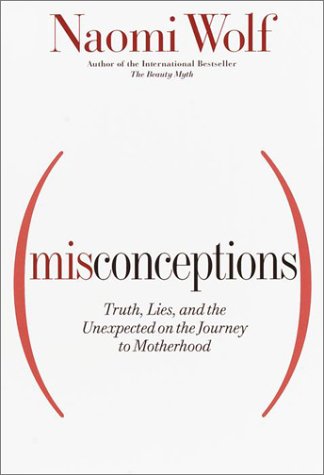 Naomi Wolf
Author of the International Bestseller
The Beauty Myth
(misconceptions)
Truth, Lies, and the
Unexpected on the Journey
to Motherhood